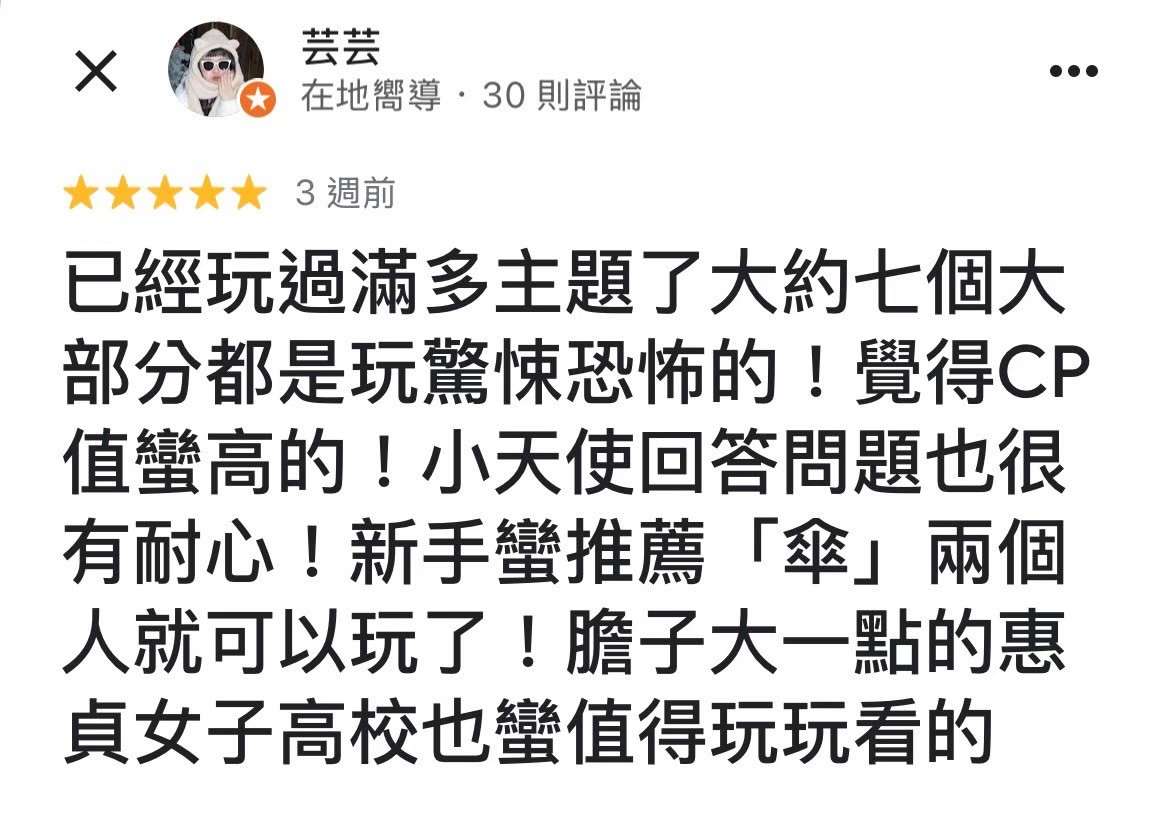 芸芸
在地嚮導・30 則評論
3 週前
已經玩過滿多主題了大約七個大
部分都是玩驚悚恐怖的！覺得CP
值蠻高的！小天使回答問題也很
有耐心！新手蠻推薦「傘」兩個
人就可以玩了！膽子大一點的惠
貞女子高校也蠻值得玩玩看的